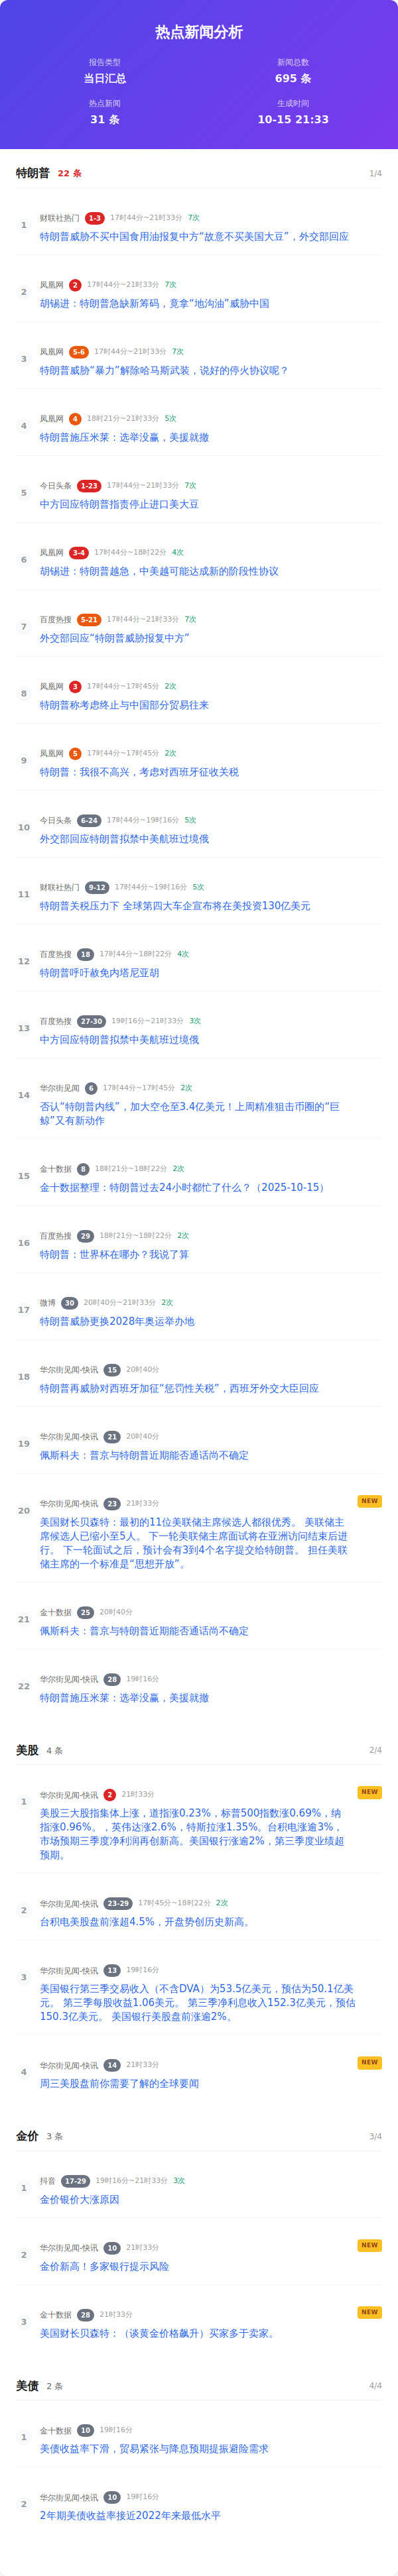 热点新闻分析
报告类型
新闻总数
当日汇总
695 条
热点新闻
生成时间
31 条
10-15 21:33
特朗普 22 条 1/4
1
财联社热门 1-3 17时44分~21时33分 7次
特朗普威胁不买中国食用油报复中方“故意不买美国大豆”，外交部回应
2
凤凰网 2 17时44分~21时33分 7次
胡锡进：特朗普急缺新筹码，竟拿“地沟油”威胁中国
3
凤凰网 5-6 17时44分~21时33分 7次
特朗普威胁“暴力”解除哈马斯武装，说好的停火协议呢？
4
凤凰网 4 18时21分~21时33分 5次
特朗普施压米莱：选举没赢，美援就撤
5
今日头条 1-23 17时44分~21时33分 7次
中方回应特朗普指责停止进口美大豆
6
凤凰网 3-4 17时44分~18时22分 4次
胡锡进：特朗普越急，中美越可能达成新的阶段性协议
7
百度热搜 5-21 17时44分~21时33分 7次
外交部回应“特朗普威胁报复中方”
8
凤凰网 3 17时44分~17时45分 2次
特朗普称考虑终止与中国部分贸易往来
9
凤凰网 5 17时44分~17时45分 2次
特朗普：我很不高兴，考虑对西班牙征收关税
10
今日头条 6-24 17时44分~19时16分 5次
外交部回应特朗普拟禁中美航班过境俄
11
财联社热门 9-12 17时44分~19时16分 5次
特朗普关税压力下 全球第四大车企宣布将在美投资130亿美元
12
百度热搜 18 17时44分~18时22分 4次
特朗普呼吁赦免内塔尼亚胡
13
百度热搜 27-30 19时16分~21时33分 3次
中方回应特朗普拟禁中美航班过境俄
14
华尔街见闻 6 17时44分~17时45分 2次
否认“特朗普内线”，加大空仓至3.4亿美元！上周精准狙击币圈的“巨
鲸”又有新动作
15
金十数据 8 18时21分~18时22分 2次
金十数据整理：特朗普过去24小时都忙了什么？（2025-10-15）
16
百度热搜 29 18时21分~18时22分 2次
特朗普：世界杯在哪办？我说了算
17
微博 30 20时40分~21时33分 2次
特朗普威胁更换2028年奥运举办地
18
华尔街见闻-快讯 15 20时40分
特朗普再威胁对西班牙加征“惩罚性关税”，西班牙外交大臣回应
19
华尔街见闻-快讯 21 20时40分
佩斯科夫：普京与特朗普近期能否通话尚不确定
20
华尔街见闻-快讯 23 21时33分 NEW
美国财长贝森特：最初的11位美联储主席候选人都很优秀。 美联储主
席候选人已缩小至5人。 下一轮美联储主席面试将在亚洲访问结束后进
行。 下一轮面试之后，预计会有3到4个名字提交给特朗普。 担任美联
储主席的一个标准是“思想开放”。
21
金十数据 25 20时40分
佩斯科夫：普京与特朗普近期能否通话尚不确定
22
华尔街见闻-快讯 28 19时16分
特朗普施压米莱：选举没赢，美援就撤
美股 4 条 2/4
1
华尔街见闻-快讯 2 21时33分 NEW
美股三大股指集体上涨，道指涨0.23%，标普500指数涨0.69%，纳
指涨0.96%。，英伟达涨2.6%，特斯拉涨1.35%。台积电涨逾3%，
市场预期三季度净利润再创新高。美国银行涨逾2%，第三季度业绩超
预期。
2
华尔街见闻-快讯 23-29 17时45分~18时22分 2次
台积电美股盘前涨超4.5%，开盘势创历史新高。
3
华尔街见闻-快讯 13 19时16分
美国银行第三季交易收入（不含DVA）为53.5亿美元，预估为50.1亿美
元。 第三季每股收益1.06美元。 第三季净利息收入152.3亿美元，预估
150.3亿美元。 美国银行美股盘前涨逾2%。
4
华尔街见闻-快讯 14 21时33分 NEW
周三美股盘前你需要了解的全球要闻
金价 3 条 3/4
1
抖音 17-29 19时16分~21时33分 3次
金价银价大涨原因
2
华尔街见闻-快讯 10 21时33分 NEW
金价新高！多家银行提示风险
3
金十数据 28 21时33分 NEW
美国财长贝森特：（谈黄金价格飙升）买家多于卖家。
美债 2 条 4/4
1
金十数据 10 19时16分
美债收益率下滑，贸易紧张与降息预期提振避险需求
2
华尔街见闻-快讯 10 19时16分
2年期美债收益率接近2022年来最低水平